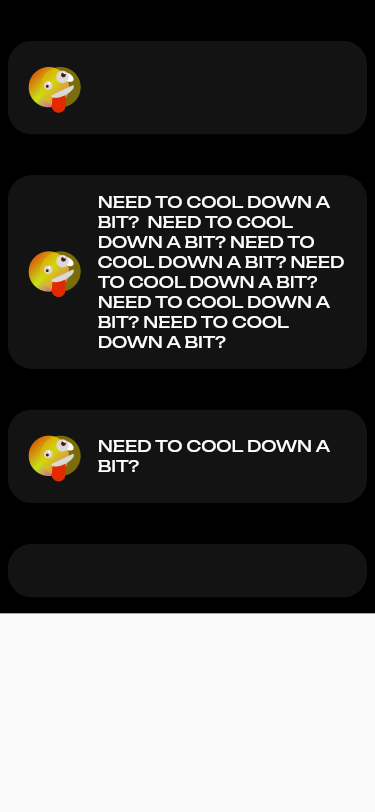 NEED TO COOL DOWN A
BIT?  NEED TO COOL
DOWN A BIT? NEED TO
COOL DOWN A BIT? NEED
TO COOL DOWN A BIT?
NEED TO COOL DOWN A
BIT? NEED TO COOL
DOWN A BIT?
NEED TO COOL DOWN A
BIT?